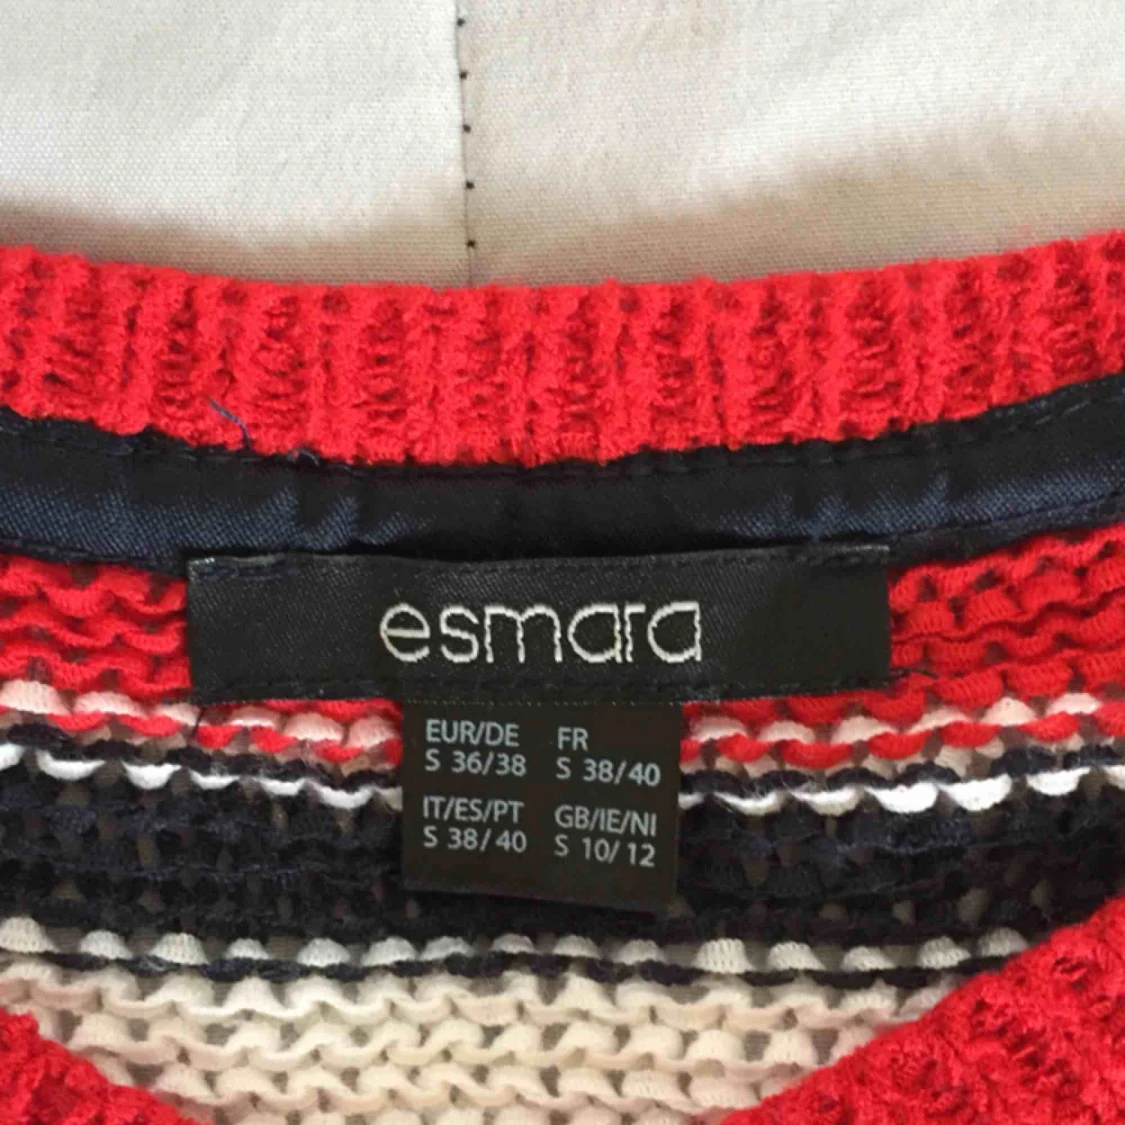 esmara
EUR/DE FR
S 36/38 S 38/40
IT/ES/PT GB/IE/NI
S 38/40 S 10/12